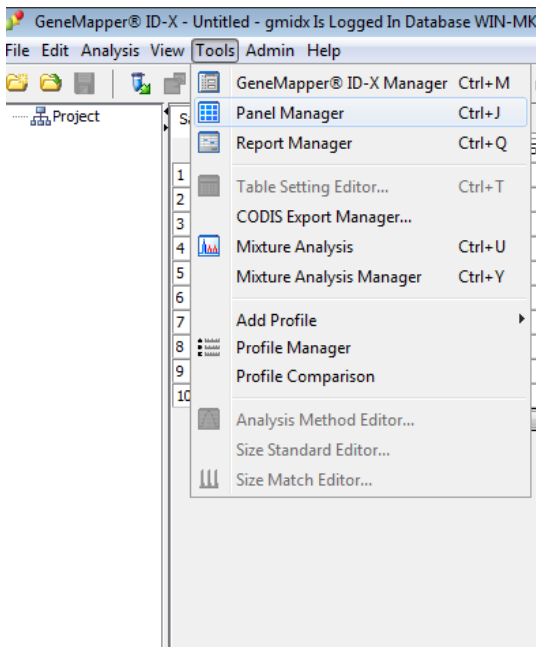 GeneMapper® ID-X - Untitled - gmidx Is Logged In Database WIN-MK
File Edit Analysis View Tools Admin Help
GeneMapper® ID-X Manager Ctrl+M
Project
Panel Manager Ctrl+J
Report Manager Ctrl+Q
1
Table Setting Editor... Ctrl+T
2
CODIS Export Manager...
3
4 Mixture Analysis Ctrl+U
5 Mixture Analysis Manager Ctrl+Y
6
7 Add Profile
8 Profile Manager
9 Profile Comparison
10
Analysis Method Editor...
Size Standard Editor...
Size Match Editor...